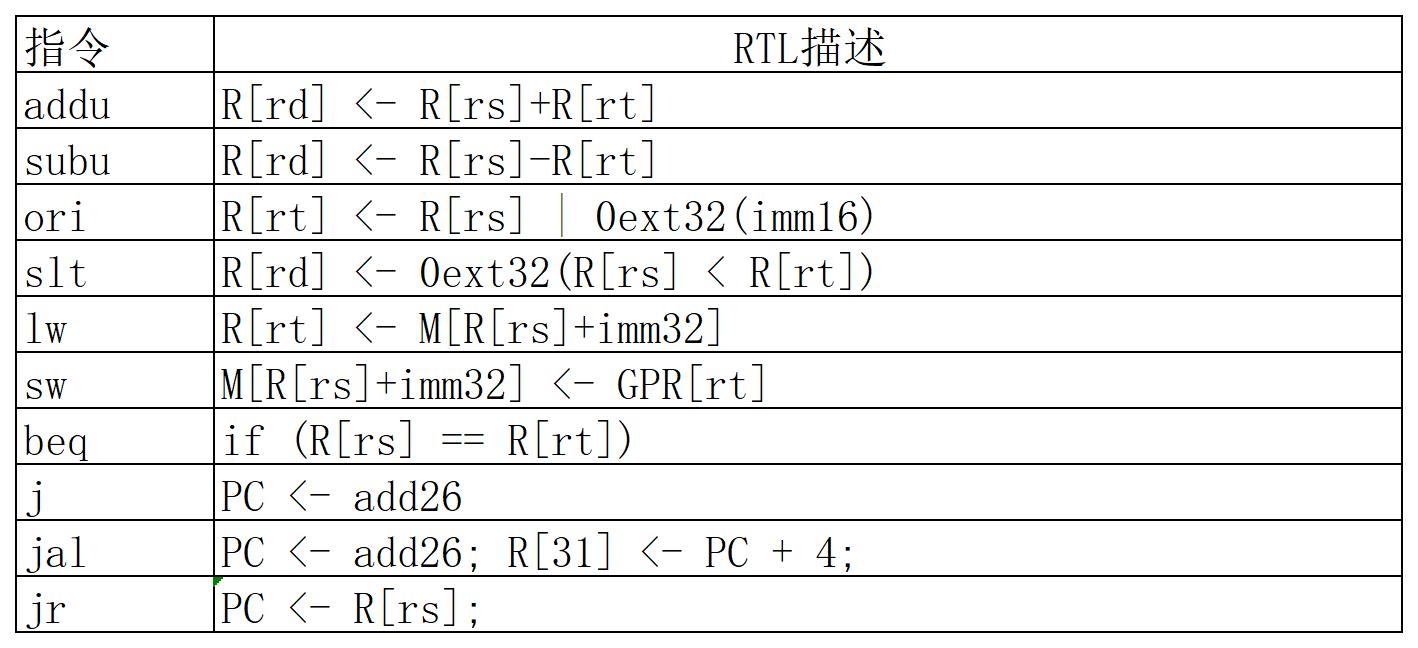 指令 RTL描述
addu R[rd] <- R[rs]+R[rt]
subu R[rd] <- R[rs]-R[rt]
ori R[rt] <- R[rs] | 0ext32(imm16)
slt R[rd] <- 0ext32(R[rs] < R[rt])
lw R[rt] <- M[R[rs]+imm32]
sw M[R[rs]+imm32] <- GPR[rt]
beq if (R[rs] == R[rt])
j PC <- add26
jal PC <- add26; R[31] <- PC + 4;
jr PC <- R[rs];